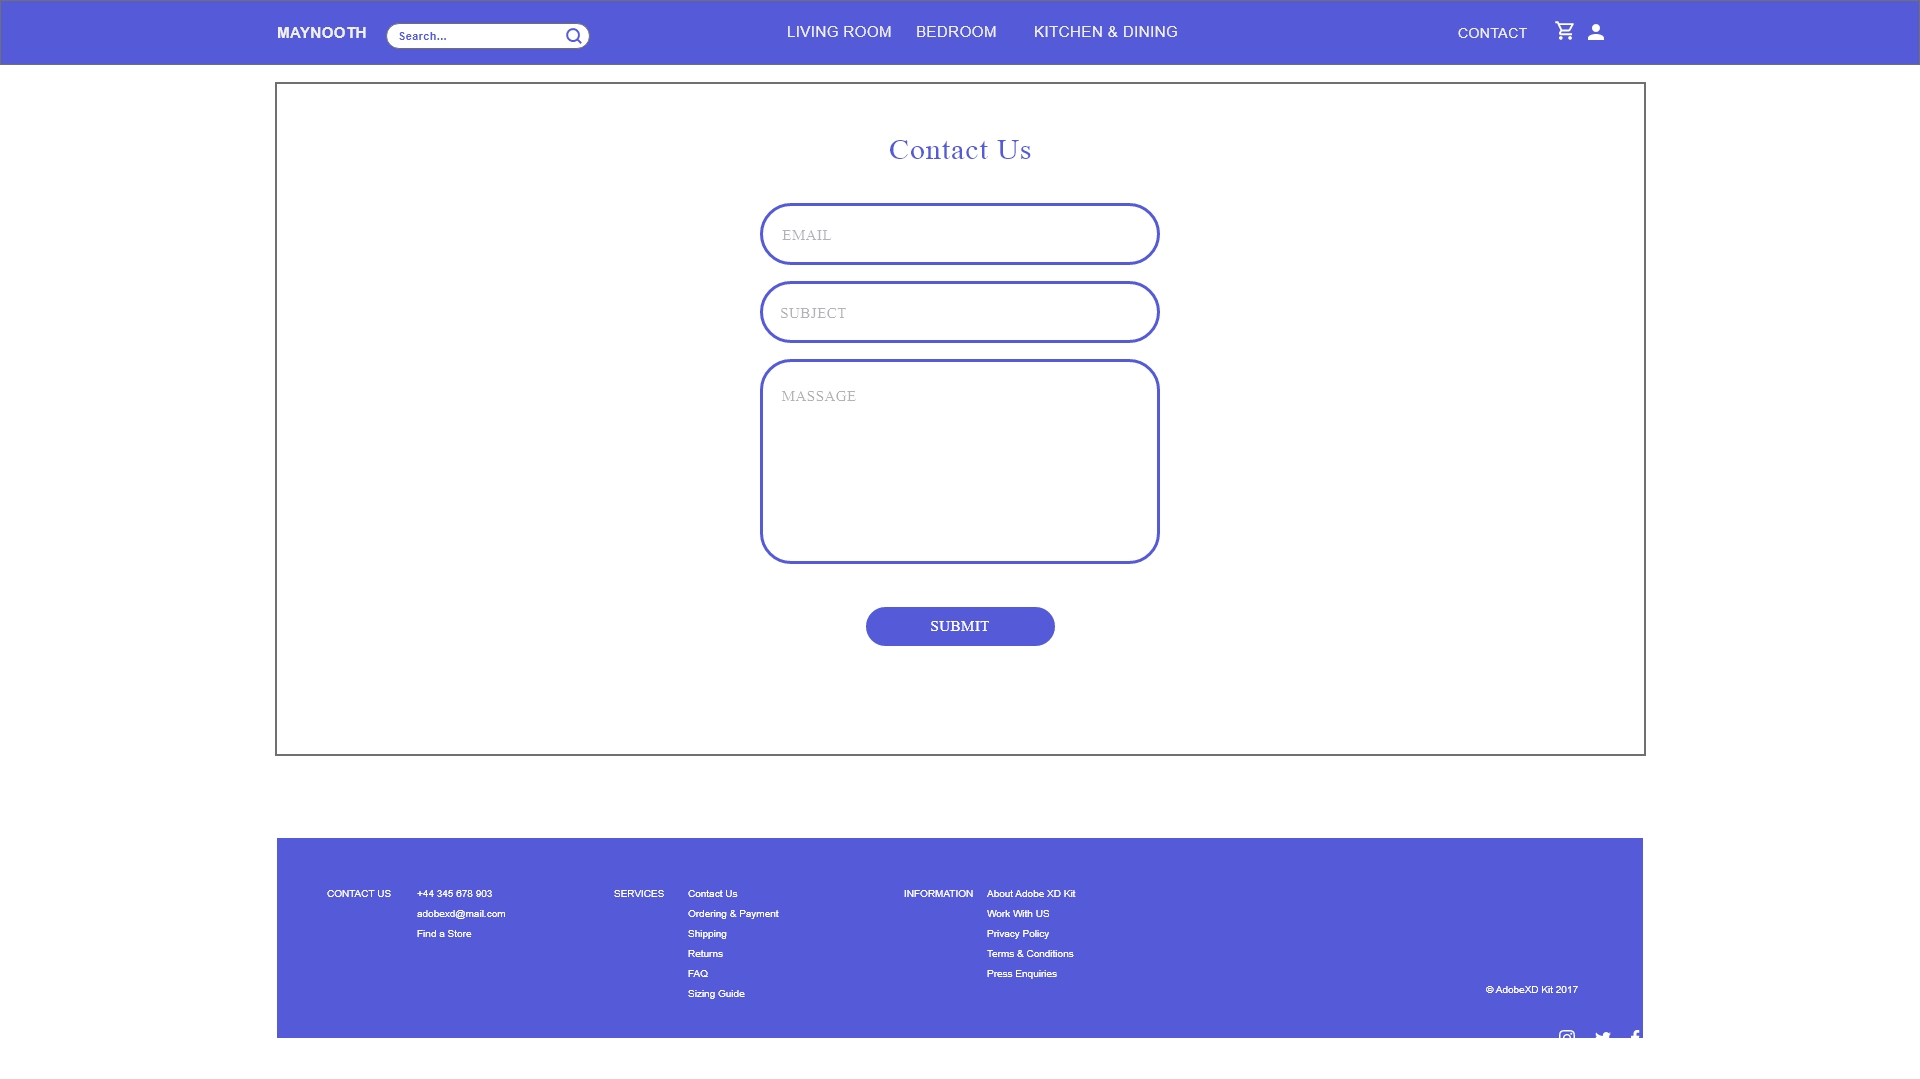 MAYNOOTH
Search...
LIVING ROOM
BEDROOM
KITCHEN & DINING
CONTACT
Contact Us
EMAIL
SUBJECT
MASSAGE
SUBMIT
CONTACT US
+44 345 678 903
adobexd@mail.com
Find a Store
SERVICES
Contact Us
Ordering & Payment
Shipping
Returns
FAQ
Sizing Guide
INFORMATION
About Adobe XD Kit
Work With US
Privacy Policy
Terms & Conditions
Press Enquiries
© AdobeXD Kit 2017